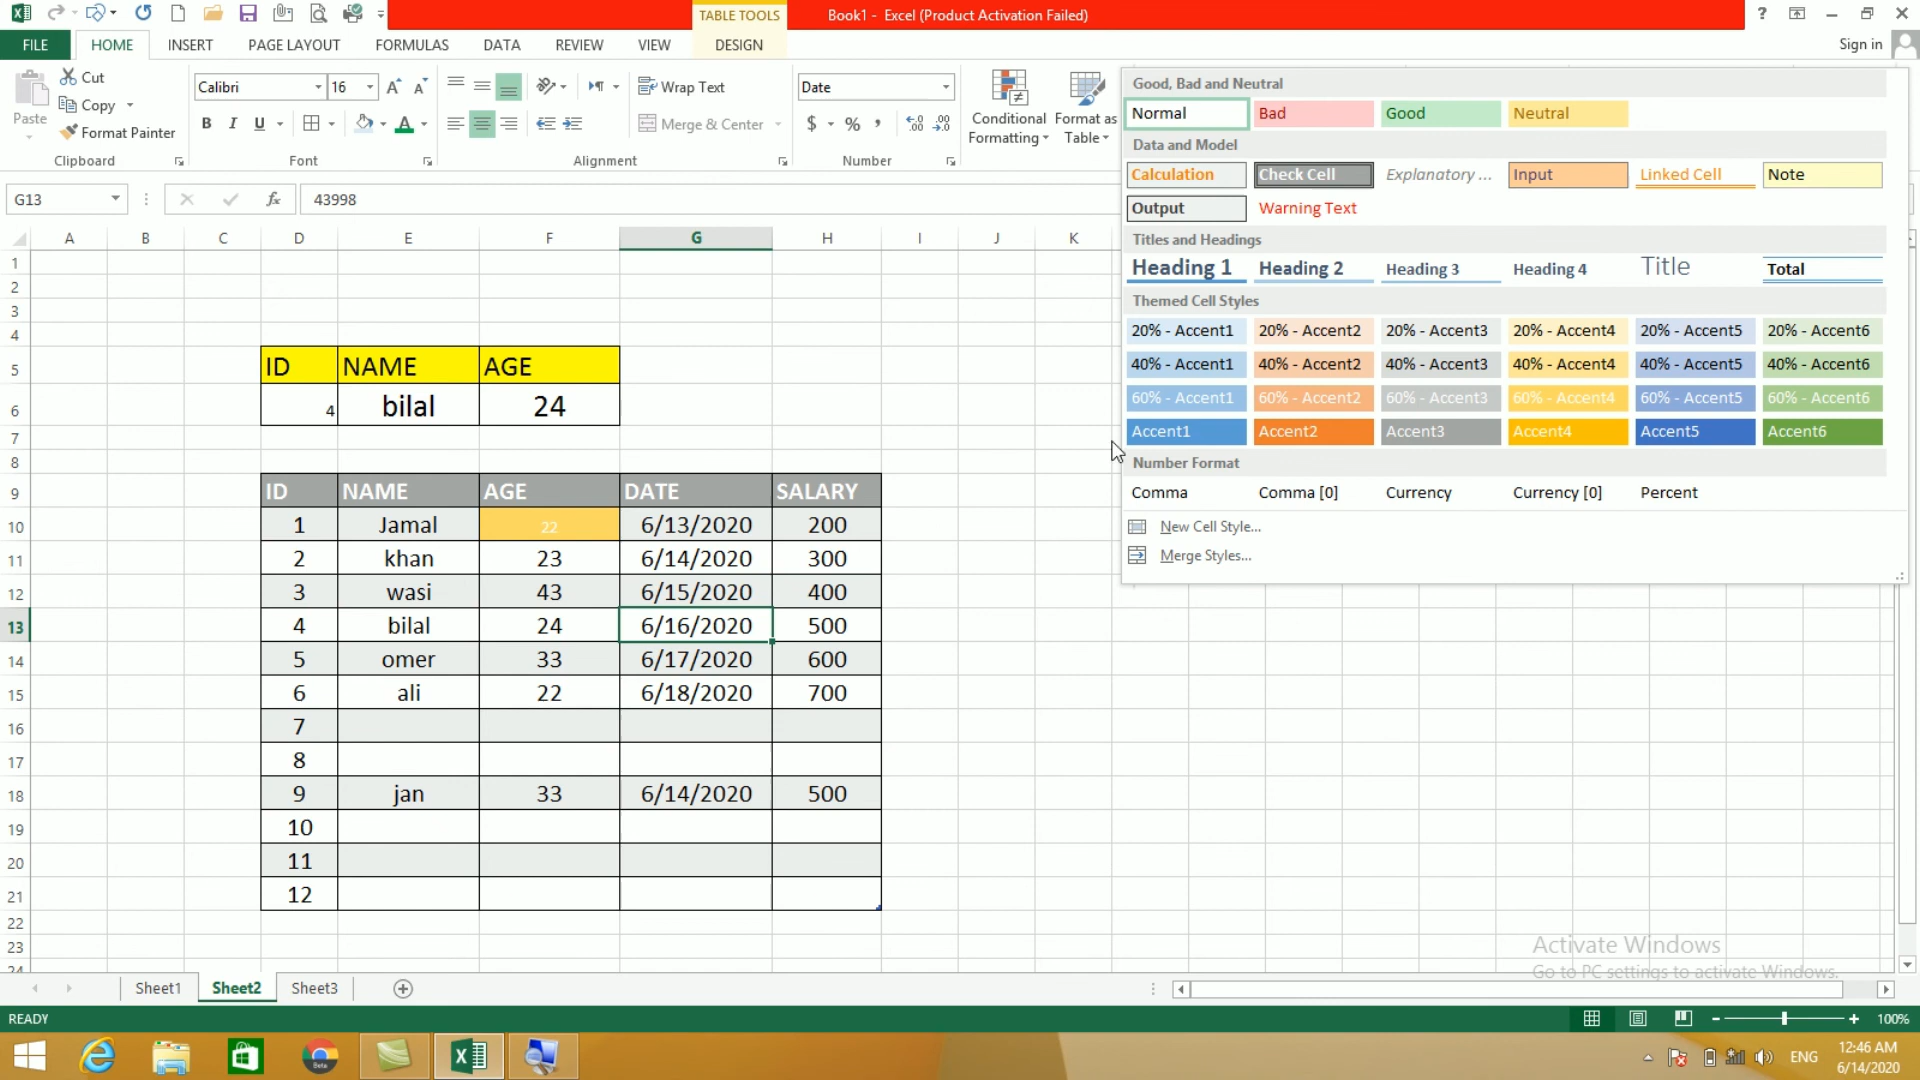 TABLE TOOLS
Book1 - Excel (Product Activation Failed)
?
FILE HOME INSERT PAGE LAYOUT FORMULAS DATA REVIEW VIEW DESIGN
Sign in
Paste
Cut
Copy
Format Painter
Clipboard
Calibri 16
B I U
Font
Wrap Text
Merge & Center
Alignment
Date
$ % ,
Number
Conditional Formatting
Format as Table
Good, Bad and Neutral
Normal Bad Good Neutral
Data and Model
Calculation Check Cell Explanatory ... Input Linked Cell Note
Output Warning Text
Titles and Headings
Heading 1 Heading 2 Heading 3 Heading 4 Title Total
Themed Cell Styles
20% - Accent1 20% - Accent2 20% - Accent3 20% - Accent4 20% - Accent5 20% - Accent6
40% - Accent1 40% - Accent2 40% - Accent3 40% - Accent4 40% - Accent5 40% - Accent6
60% - Accent1 60% - Accent2 60% - Accent3 60% - Accent4 60% - Accent5 60% - Accent6
Accent1 Accent2 Accent3 Accent4 Accent5 Accent6
Number Format
Comma Comma [0] Currency Currency [0] Percent
New Cell Style...
Merge Styles...
G13 fx 43998
A B C D E F G H I J K
1
2
3
4
5 ID NAME AGE
6 4 bilal 24
7
8
9 ID NAME AGE DATE SALARY
10 1 Jamal 22 6/13/2020 200
11 2 khan 23 6/14/2020 300
12 3 wasi 43 6/15/2020 400
13 4 bilal 24 6/16/2020 500
14 5 omer 33 6/17/2020 600
15 6 ali 22 6/18/2020 700
16 7
17 8
18 9 jan 33 6/14/2020 500
19 10
20 11
21 12
22
23
24
Activate Windows
Go to PC settings to activate Windows.
Sheet1 Sheet2 Sheet3
READY
100%
Beta
ENG
12:46 AM
6/14/2020